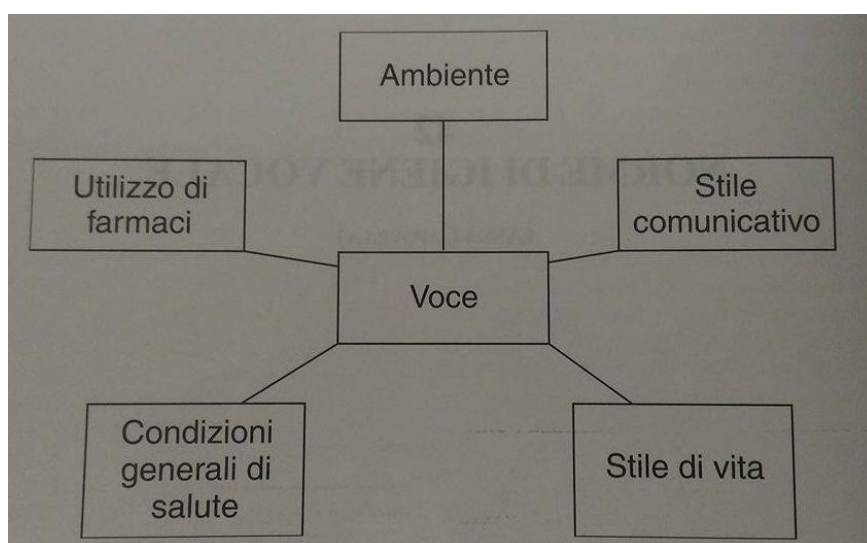 Ambiente
Utilizzo di
farmaci
Stile
comunicativo
Voce
Condizioni
generali di
salute
Stile di vita